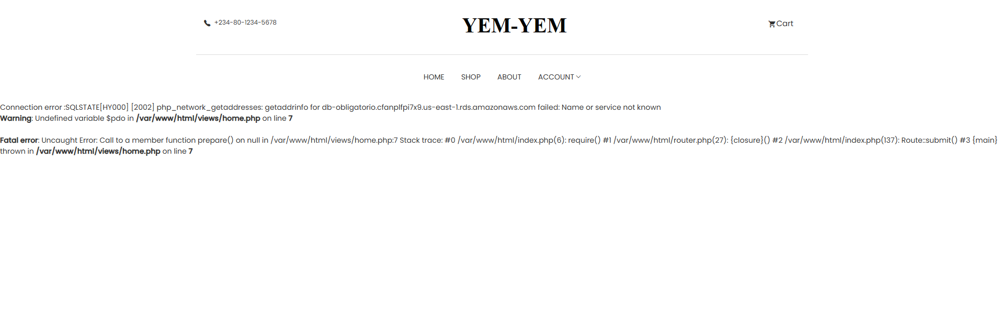 +234-80-1234-5678
YEM-YEM
Cart
HOME SHOP ABOUT ACCOUNT
Connection error :SQLSTATE[HY000] [2002] php_network_getaddresses: getaddrinfo for db-obligatorio.cfanplfpi7x9.us-east-1.rds.amazonaws.com failed: Name or service not known
Warning: Undefined variable $pdo in /var/www/html/views/home.php on line 7
Fatal error: Uncaught Error: Call to a member function prepare() on null in /var/www/html/views/home.php:7 Stack trace: #0 /var/www/html/index.php(6): require() #1 /var/www/html/router.php(27): {closure}() #2 /var/www/html/index.php(137): Route::submit() #3 {main}
thrown in /var/www/html/views/home.php on line 7